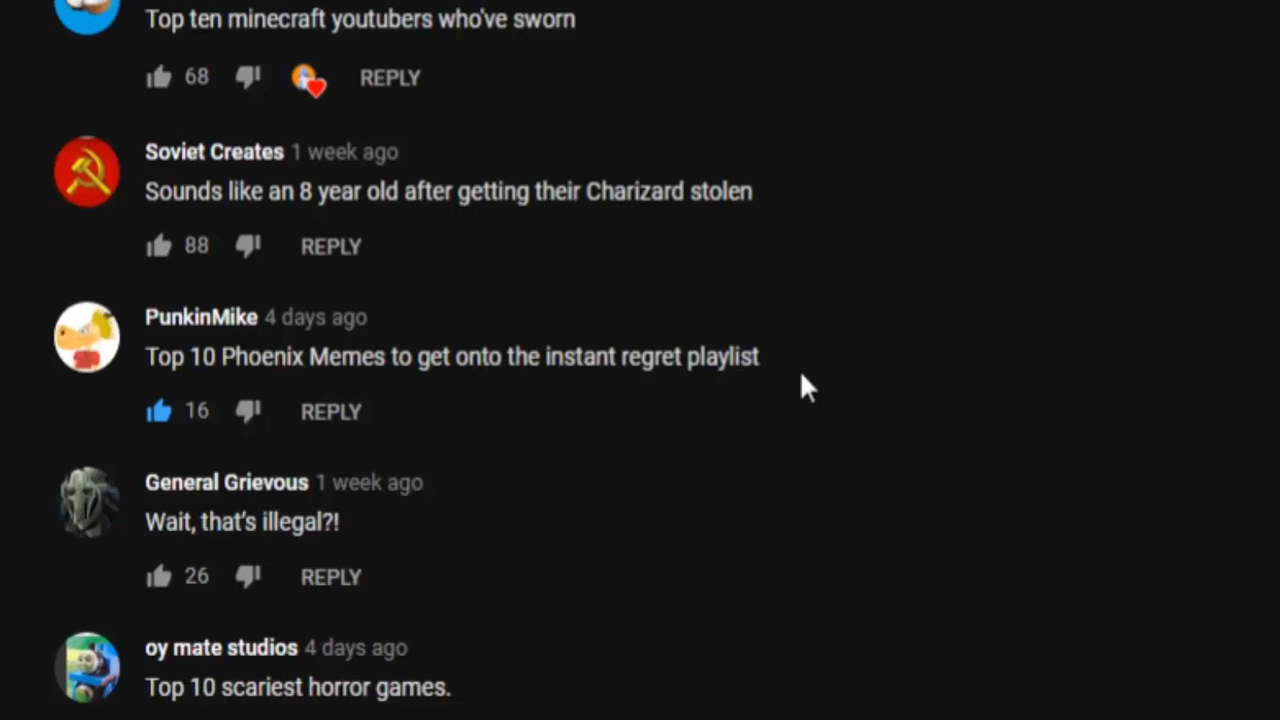 Top ten minecraft youtubers who've sworn
68 REPLY
Soviet Creates 1 week ago
Sounds like an 8 year old after getting their Charizard stolen
88 REPLY
PunkinMike 4 days ago
Top 10 Phoenix Memes to get onto the instant regret playlist
16 REPLY
General Grievous 1 week ago
Wait, that's illegal?!
26 REPLY
oy mate studios 4 days ago
Top 10 scariest horror games.